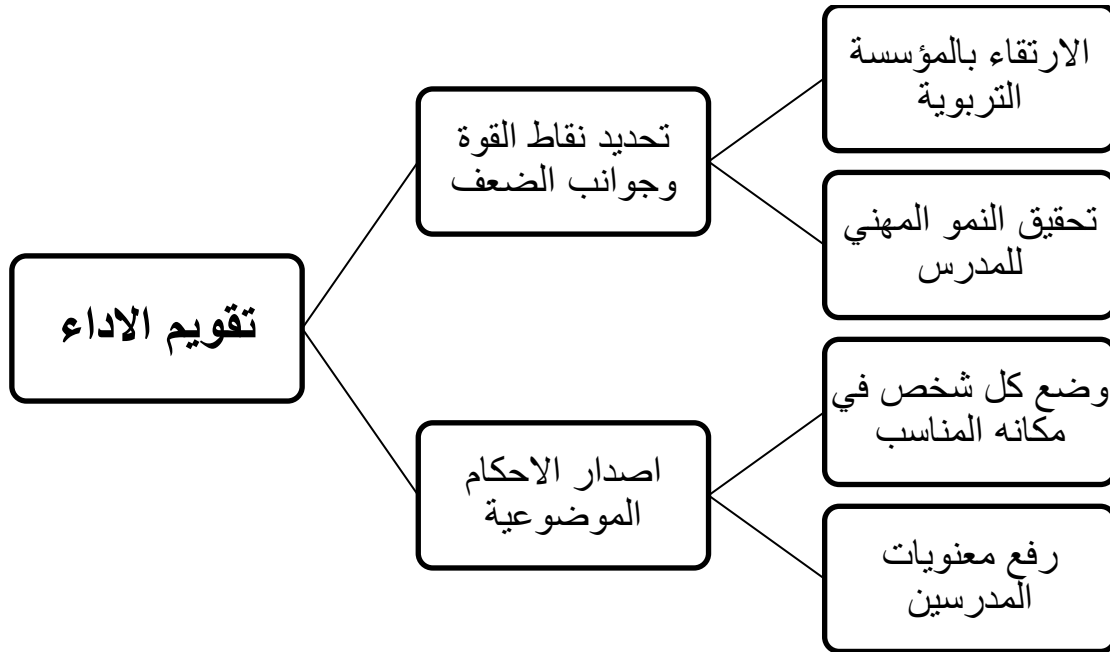 تقويم الاداء
تحديد نقاط القوة
وجوانب الضعف
الارتقاء بالمؤسسة
التربوية
تحقيق النمو المهني
للمدرس
اصدار الاحكام
الموضوعية
وضع كل شخص في
مكانه المناسب
رفع معنويات
المدرسين